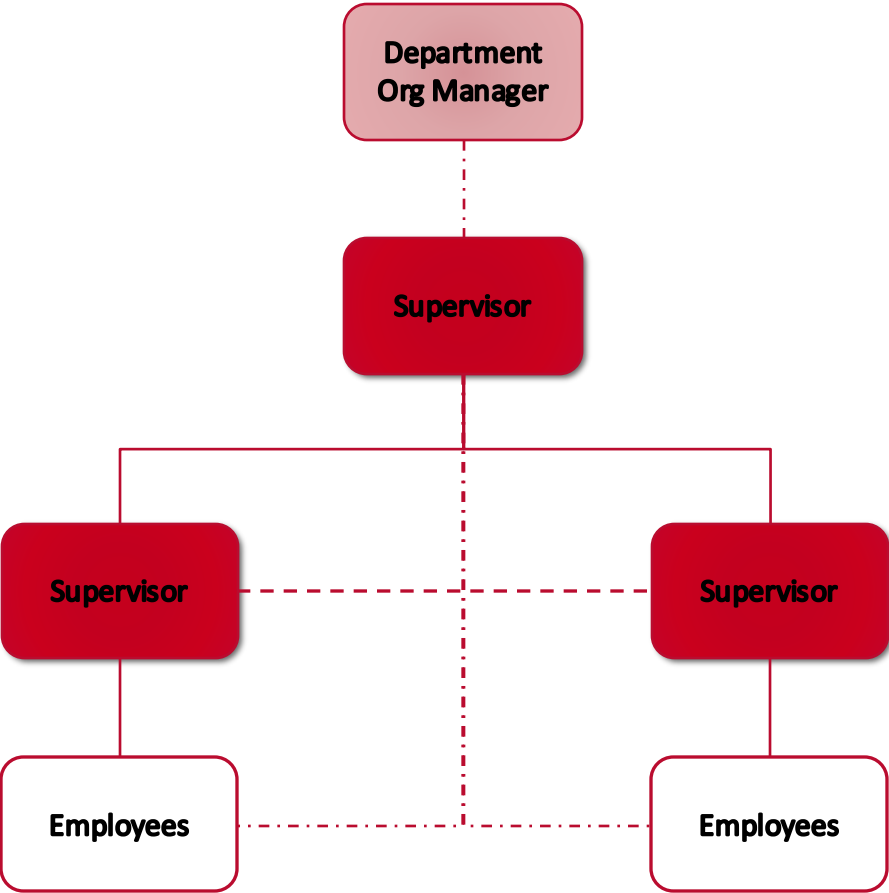 Department
Org Manager
Supervisor
Supervisor
Supervisor
Employees
Employees